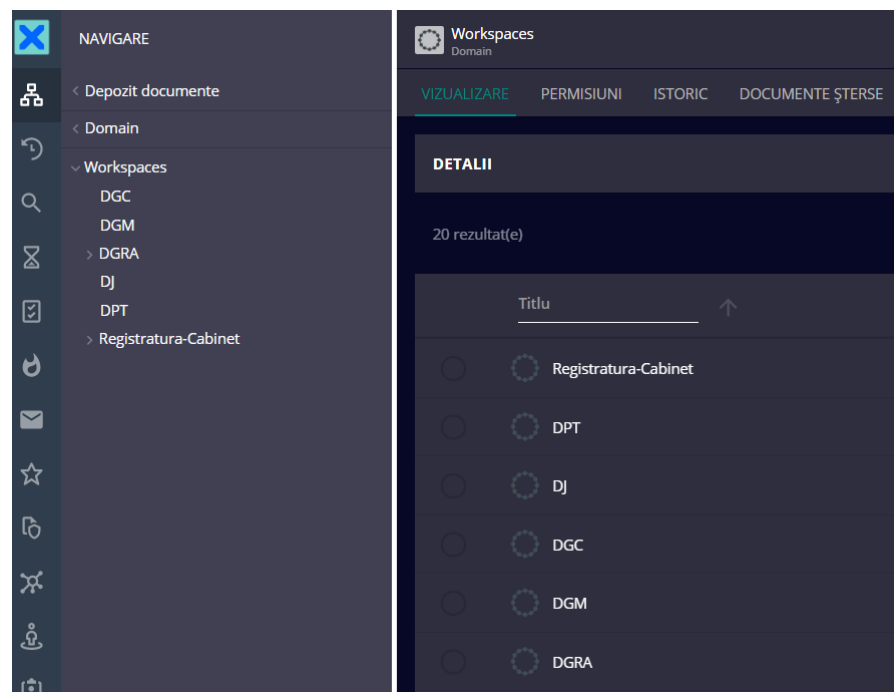 NAVIGARE
Depozit documente
Domain
Workspaces
DGC
DGM
DGRA
DJ
DPT
Registratura-Cabinet
Workspaces
Domain
VIZUALIZARE PERMISIUNI ISTORIC DOCUMENTE ŞTERSE
DETALII
20 rezultat(e)
Titlu
Registratura-Cabinet
DPT
DJ
DGC
DGM
DGRA